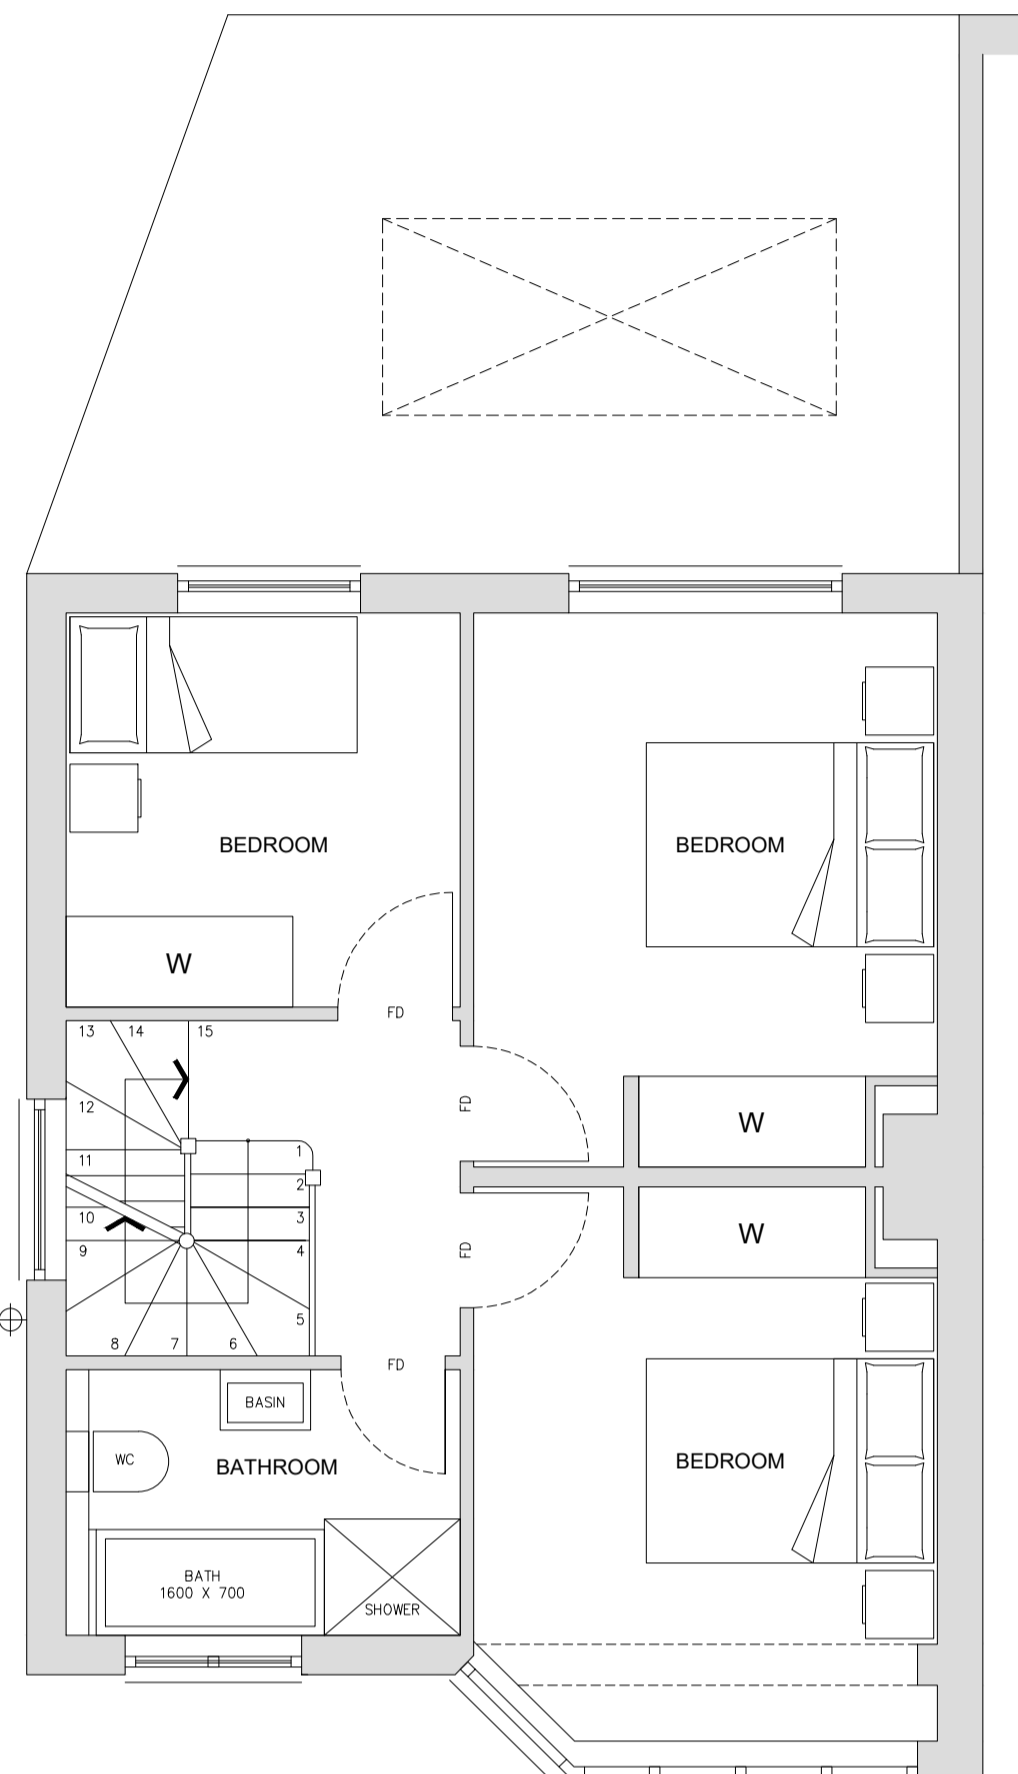 BEDROOM
BEDROOM
W
FD
13 14 15
12
11
10
9
8 7 6
1
2
3
4
5
FD
W
FD
W
FD
BASIN
WC
BATHROOM
BEDROOM
BATH
1600 X 700
SHOWER